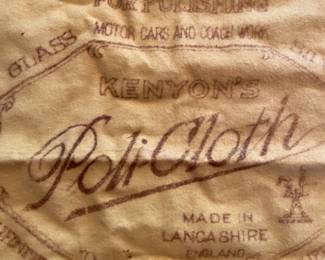 FOR POLISHING
MOTOR CARS AND COACH WORK
GLASS
KENYON'S
Poli Cloth
MADE IN
LANCASHIRE
ENGLAND